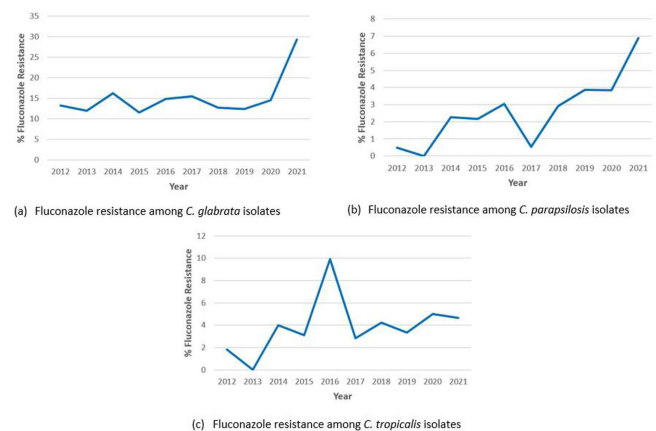 35
30
25
20
15
10
5
0
% Fluconazole Resistance
2012 2013 2014 2015 2016 2017 2018 2019 2020 2021
Year
(a) Fluconazole resistance among C. glabrata isolates
8
7
6
5
4
3
2
1
0
% Fluconazole Resistance
2012 2013 2014 2015 2016 2017 2018 2019 2020 2021
Year
(b) Fluconazole resistance among C. parapsilosis isolates
12
10
8
6
4
2
0
% Fluconazole Resistance
2012 2013 2014 2015 2016 2017 2018 2019 2020 2021
Year
(c) Fluconazole resistance among C. tropicalis isolates